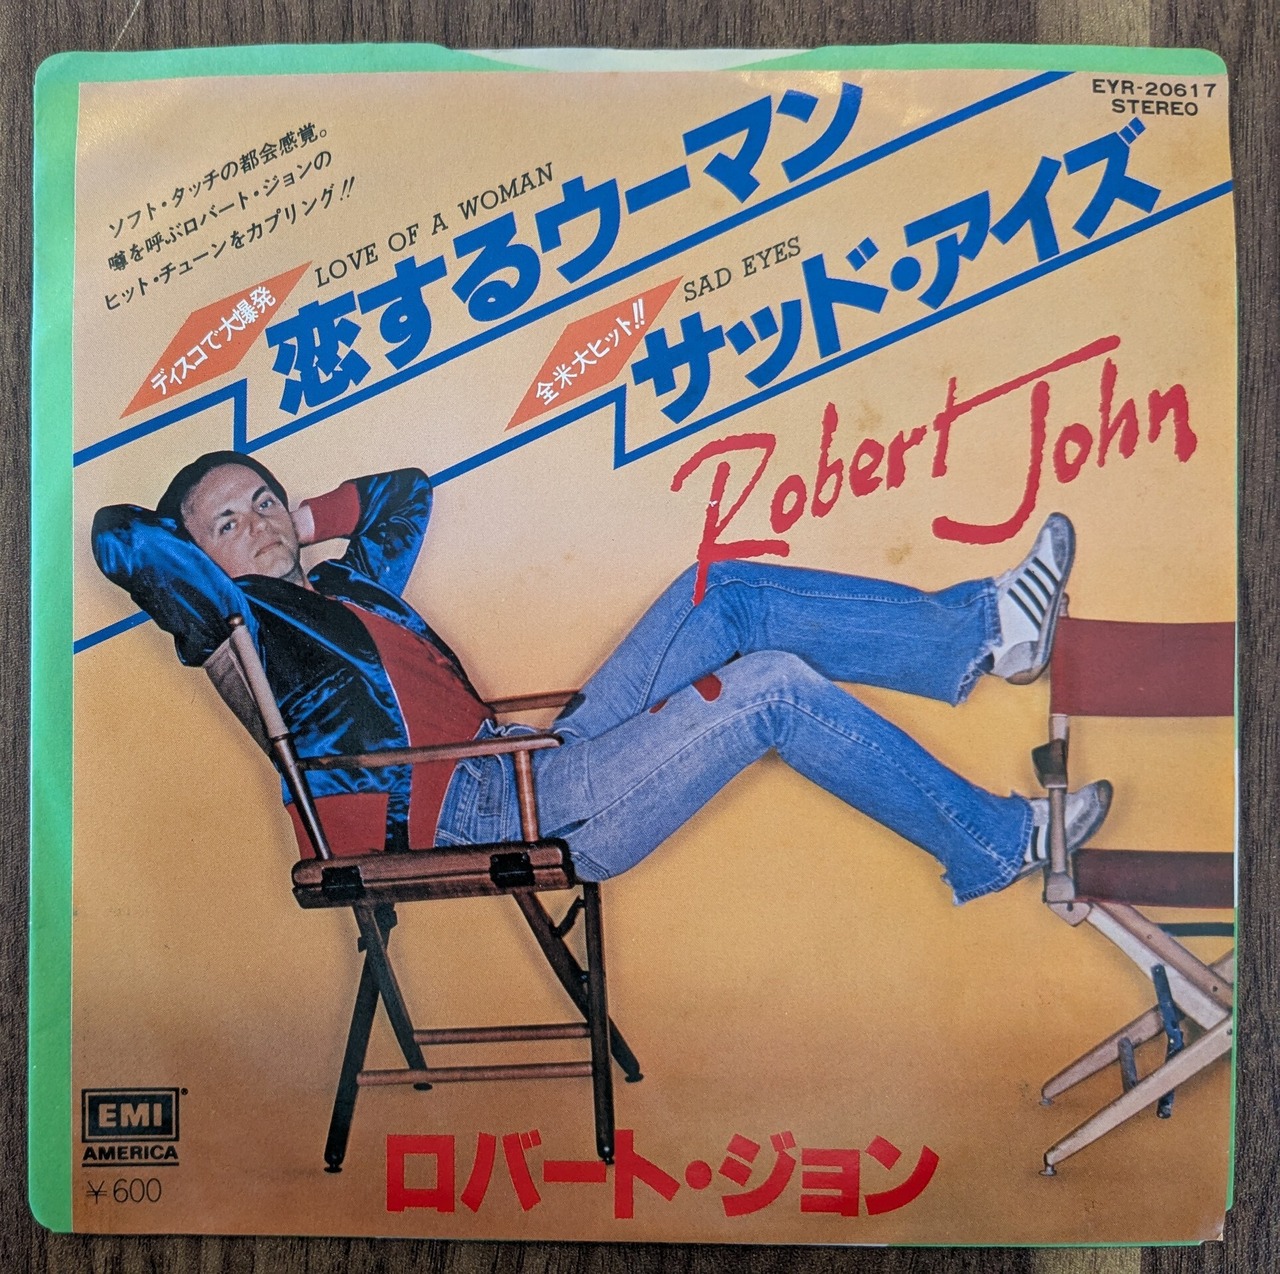 EYR-20617
STEREO
ソフト・タッチの都会感覚。
噂を呼ぶロバート・ジョンの
ヒット・チューンをカプリング!!
ディスコで大爆発
LOVE OF A WOMAN
恋するウーマン
全米大ヒット!!
SAD EYES
サッド・アイズ
Robert John
EMI
AMERICA
¥600
ロバート・ジョン